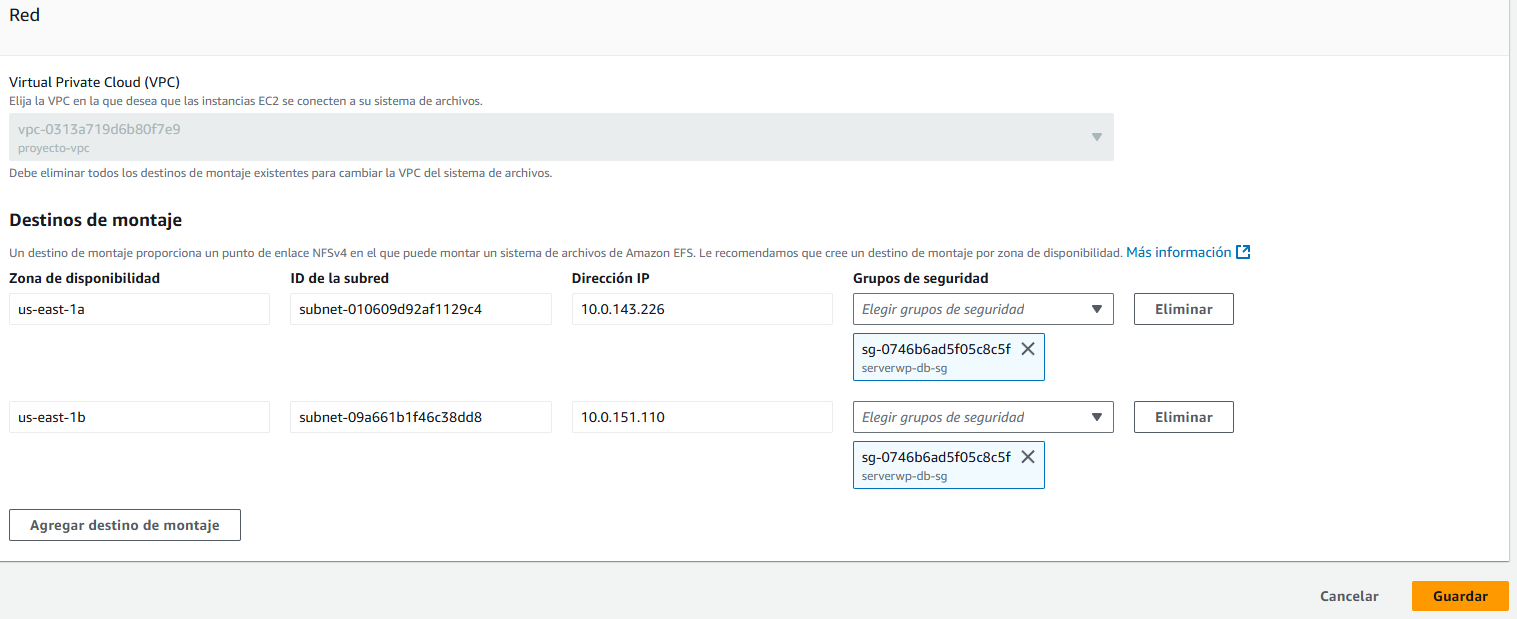 Red
Virtual Private Cloud (VPC)
Elija la VPC en la que desea que las instancias EC2 se conecten a su sistema de archivos.
vpc-0313a719d6b80f7e9
proyecto-vpc
Debe eliminar todos los destinos de montaje existentes para cambiar la VPC del sistema de archivos.
Destinos de montaje
Un destino de montaje proporciona un punto de enlace NFSv4 en el que puede montar un sistema de archivos de Amazon EFS. Le recomendamos que cree un destino de montaje por zona de disponibilidad. Más información
Zona de disponibilidad ID de la subred Dirección IP Grupos de seguridad
us-east-1a subnet-010609d92af1129c4 10.0.143.226 Elegir grupos de seguridad Eliminar
sg-0746b6ad5f05c8c5f
serverwp-db-sg
us-east-1b subnet-09a661b1f46c38dd8 10.0.151.110 Elegir grupos de seguridad Eliminar
sg-0746b6ad5f05c8c5f
serverwp-db-sg
Agregar destino de montaje
Cancelar Guardar